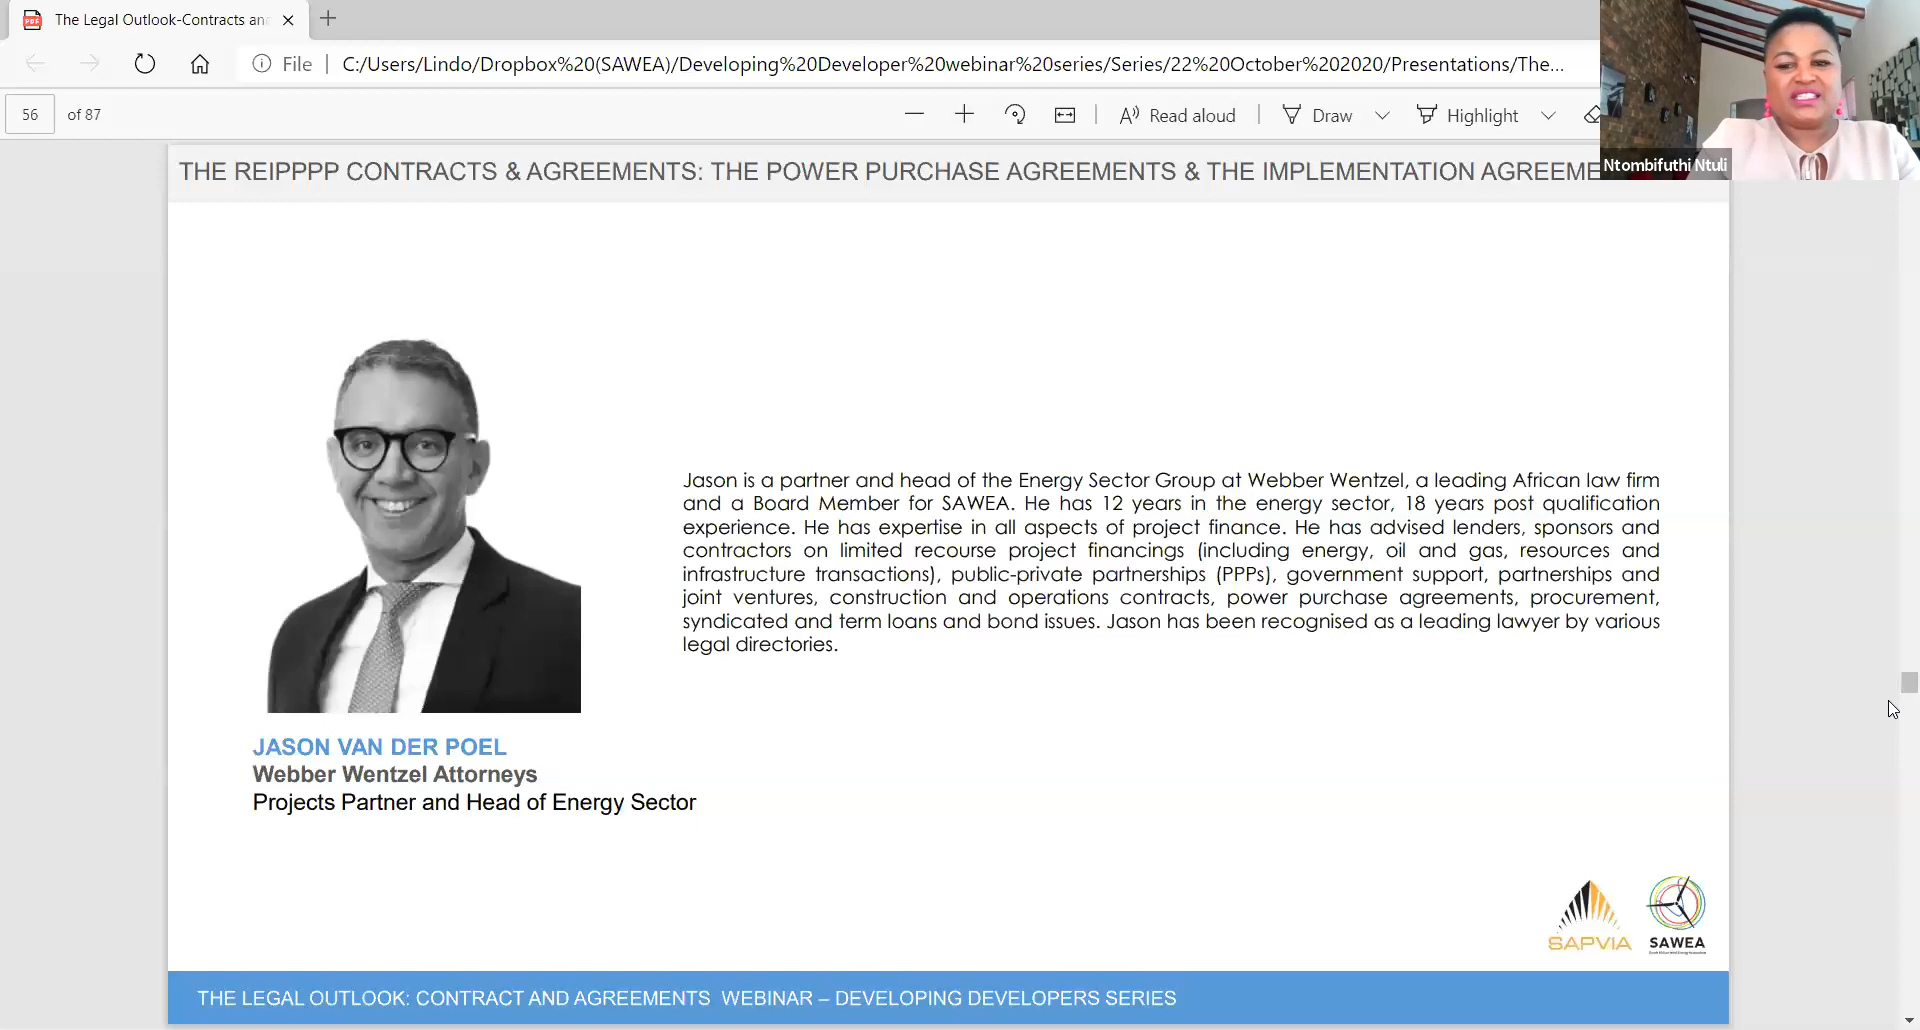 The Legal Outlook-Contracts an
File
C:/Users/Lindo/Dropbox%20(SAWEA)/Developing%20Developer%20webinar%20series/Series/22%20October%202020/Presentations/The...
56 of 87
Read aloud
Draw
Highlight
Ntombifuthi Ntuli
THE REIPPPP CONTRACTS & AGREEMENTS: THE POWER PURCHASE AGREEMENTS & THE IMPLEMENTATION AGREEME
Jason is a partner and head of the Energy Sector Group at Webber Wentzel, a leading African law firm
and a Board Member for SAWEA. He has 12 years in the energy sector, 18 years post qualification
experience. He has expertise in all aspects of project finance. He has advised lenders, sponsors and
contractors on limited recourse project financings (including energy, oil and gas, resources and
infrastructure transactions), public-private partnerships (PPPs), government support, partnerships and
joint ventures, construction and operations contracts, power purchase agreements, procurement,
syndicated and term loans and bond issues. Jason has been recognised as a leading lawyer by various
legal directories.
JASON VAN DER POEL
Webber Wentzel Attorneys
Projects Partner and Head of Energy Sector
SAPVIA
SAWEA
THE LEGAL OUTLOOK: CONTRACT AND AGREEMENTS WEBINAR – DEVELOPING DEVELOPERS SERIES